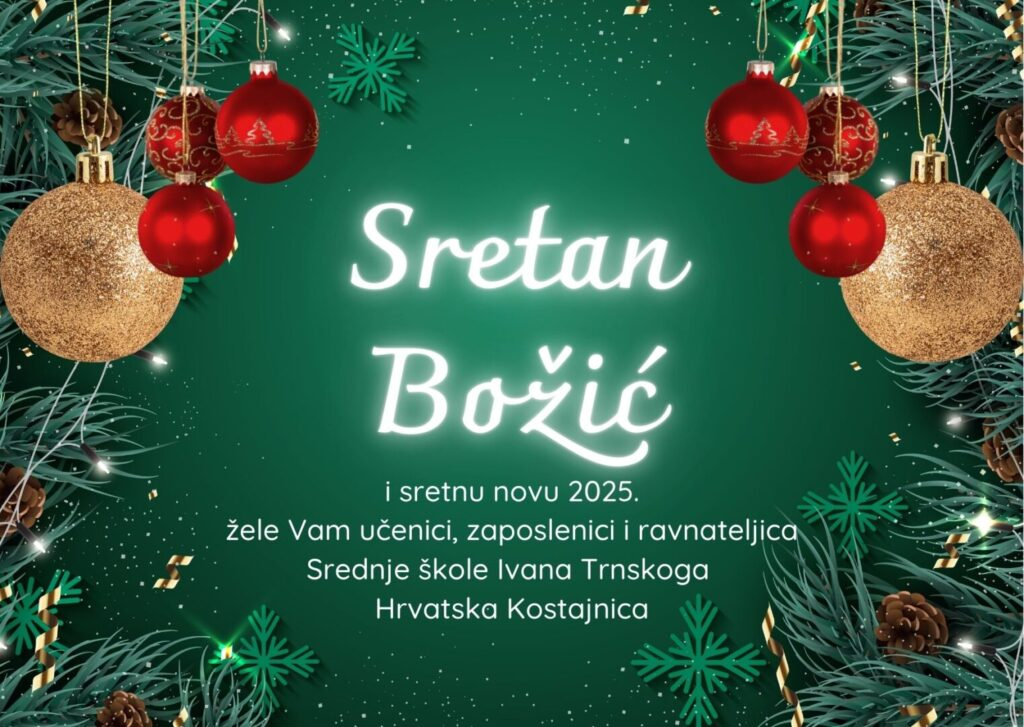 Sretan
Božić
i sretnu novu 2025.
žele Vam učenici, zaposlenici i ravnateljica
Srednje škole Ivana Trnskoga
Hrvatska Kostajnica